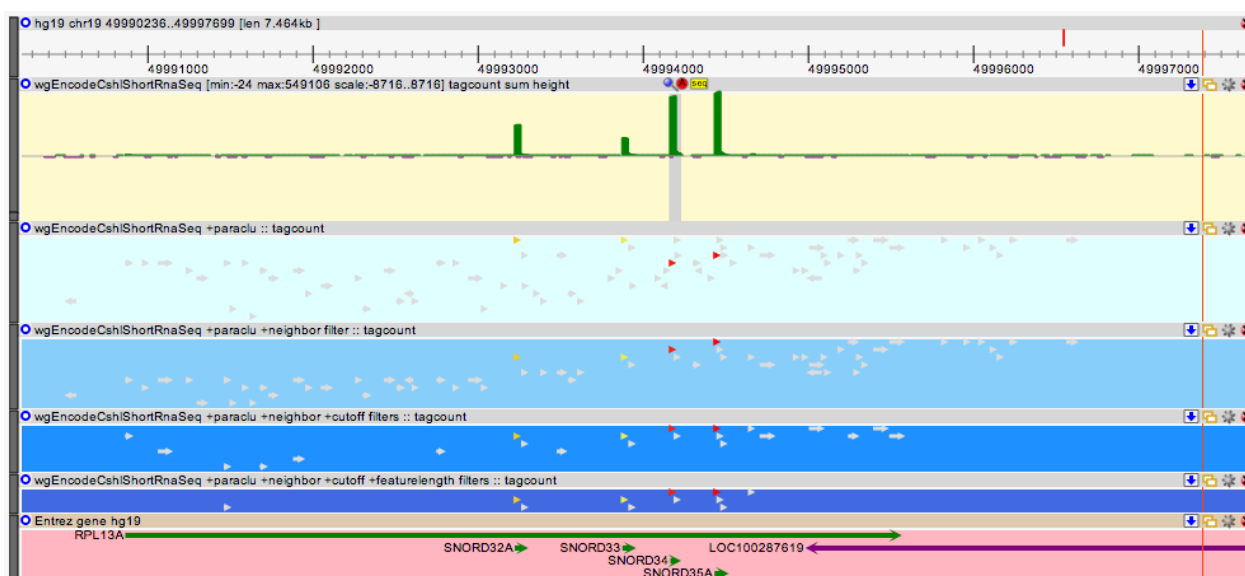 hg19 chr19 49990236..49997699 [len 7.464kb ]
49991000 49992000 49993000 49994000 49995000 49996000 49997000
wgEncodeCshlShortRnaSeq [min:-24 max:549106 scale:-8716..8716] tagcount sum height
A seq
wgEncodeCshlShortRnaSeq +paraclu :: tagcount
wgEncodeCshlShortRnaSeq +paraclu +neighbor filter :: tagcount
wgEncodeCshlShortRnaSeq +paraclu +neighbor +cutoff filters :: tagcount
wgEncodeCshlShortRnaSeq +paraclu +neighbor +cutoff +featurelength filters :: tagcount
Entrez gene hg19
RPL13A
SNORD32A SNORD33 LOC100287619
SNORD34
SNORD35A